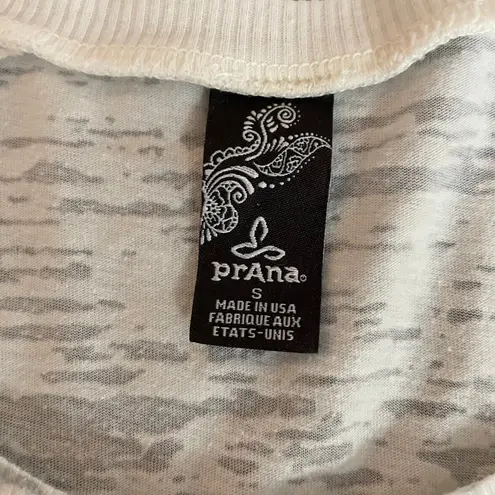 prAna
S
MADE IN USA
FABRIQUE AUX
ETATS-UNIS